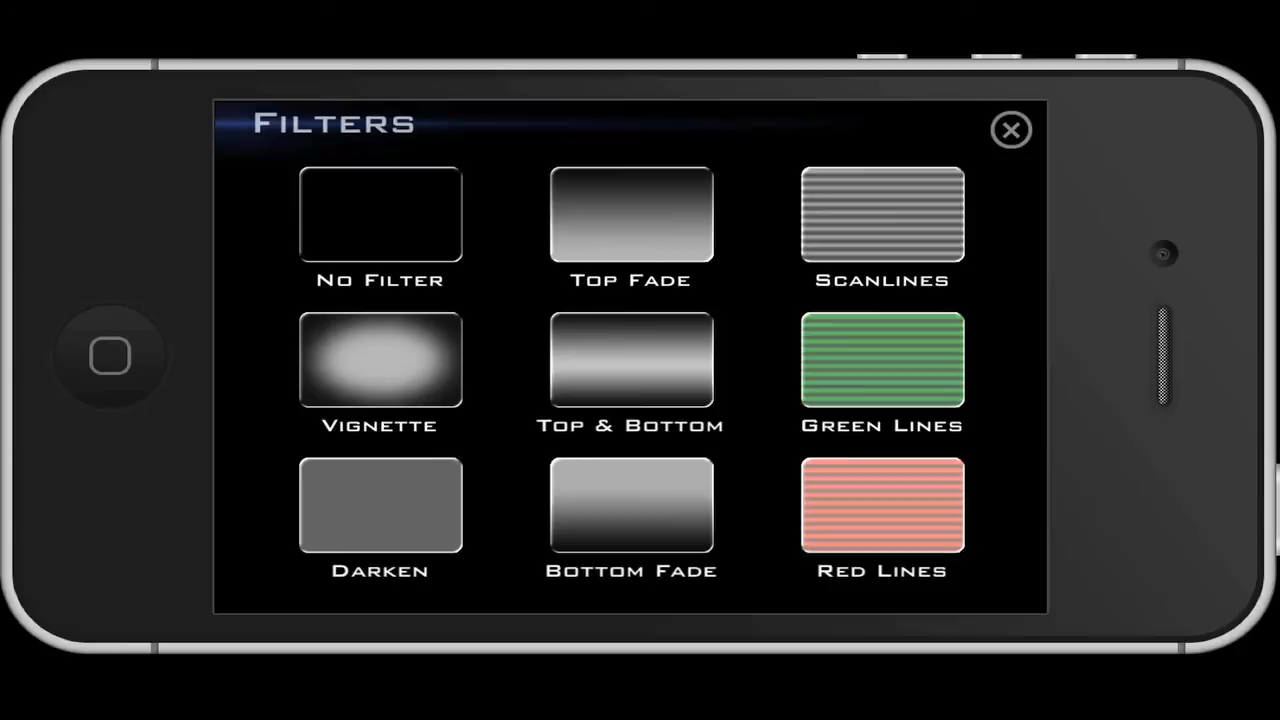 FILTERS
NO FILTER
TOP FADE
SCANLINES
VIGNETTE
TOP & BOTTOM
GREEN LINES
DARKEN
BOTTOM FADE
RED LINES